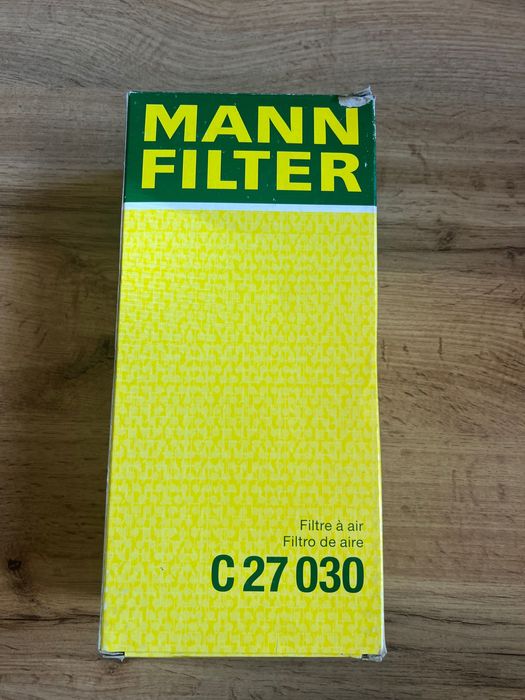 MANN
FILTER
Filtre à air
Filtro de aire
C 27 030